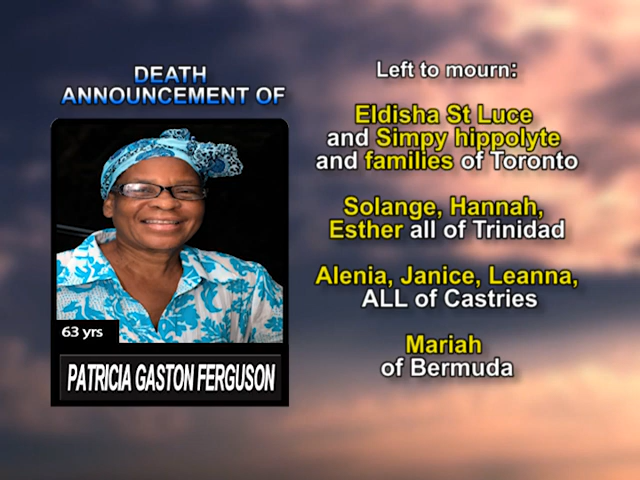 DEATH
ANNOUNCEMENT OF
63 yrs
PATRICIA GASTON FERGUSON
Left to mourn:
Eldisha St Luce
and Simpy hippolyte
and families of Toronto
Solange, Hannah,
Esther all of Trinidad
Alenia, Janice, Leanna,
ALL of Castries
Mariah
of Bermuda